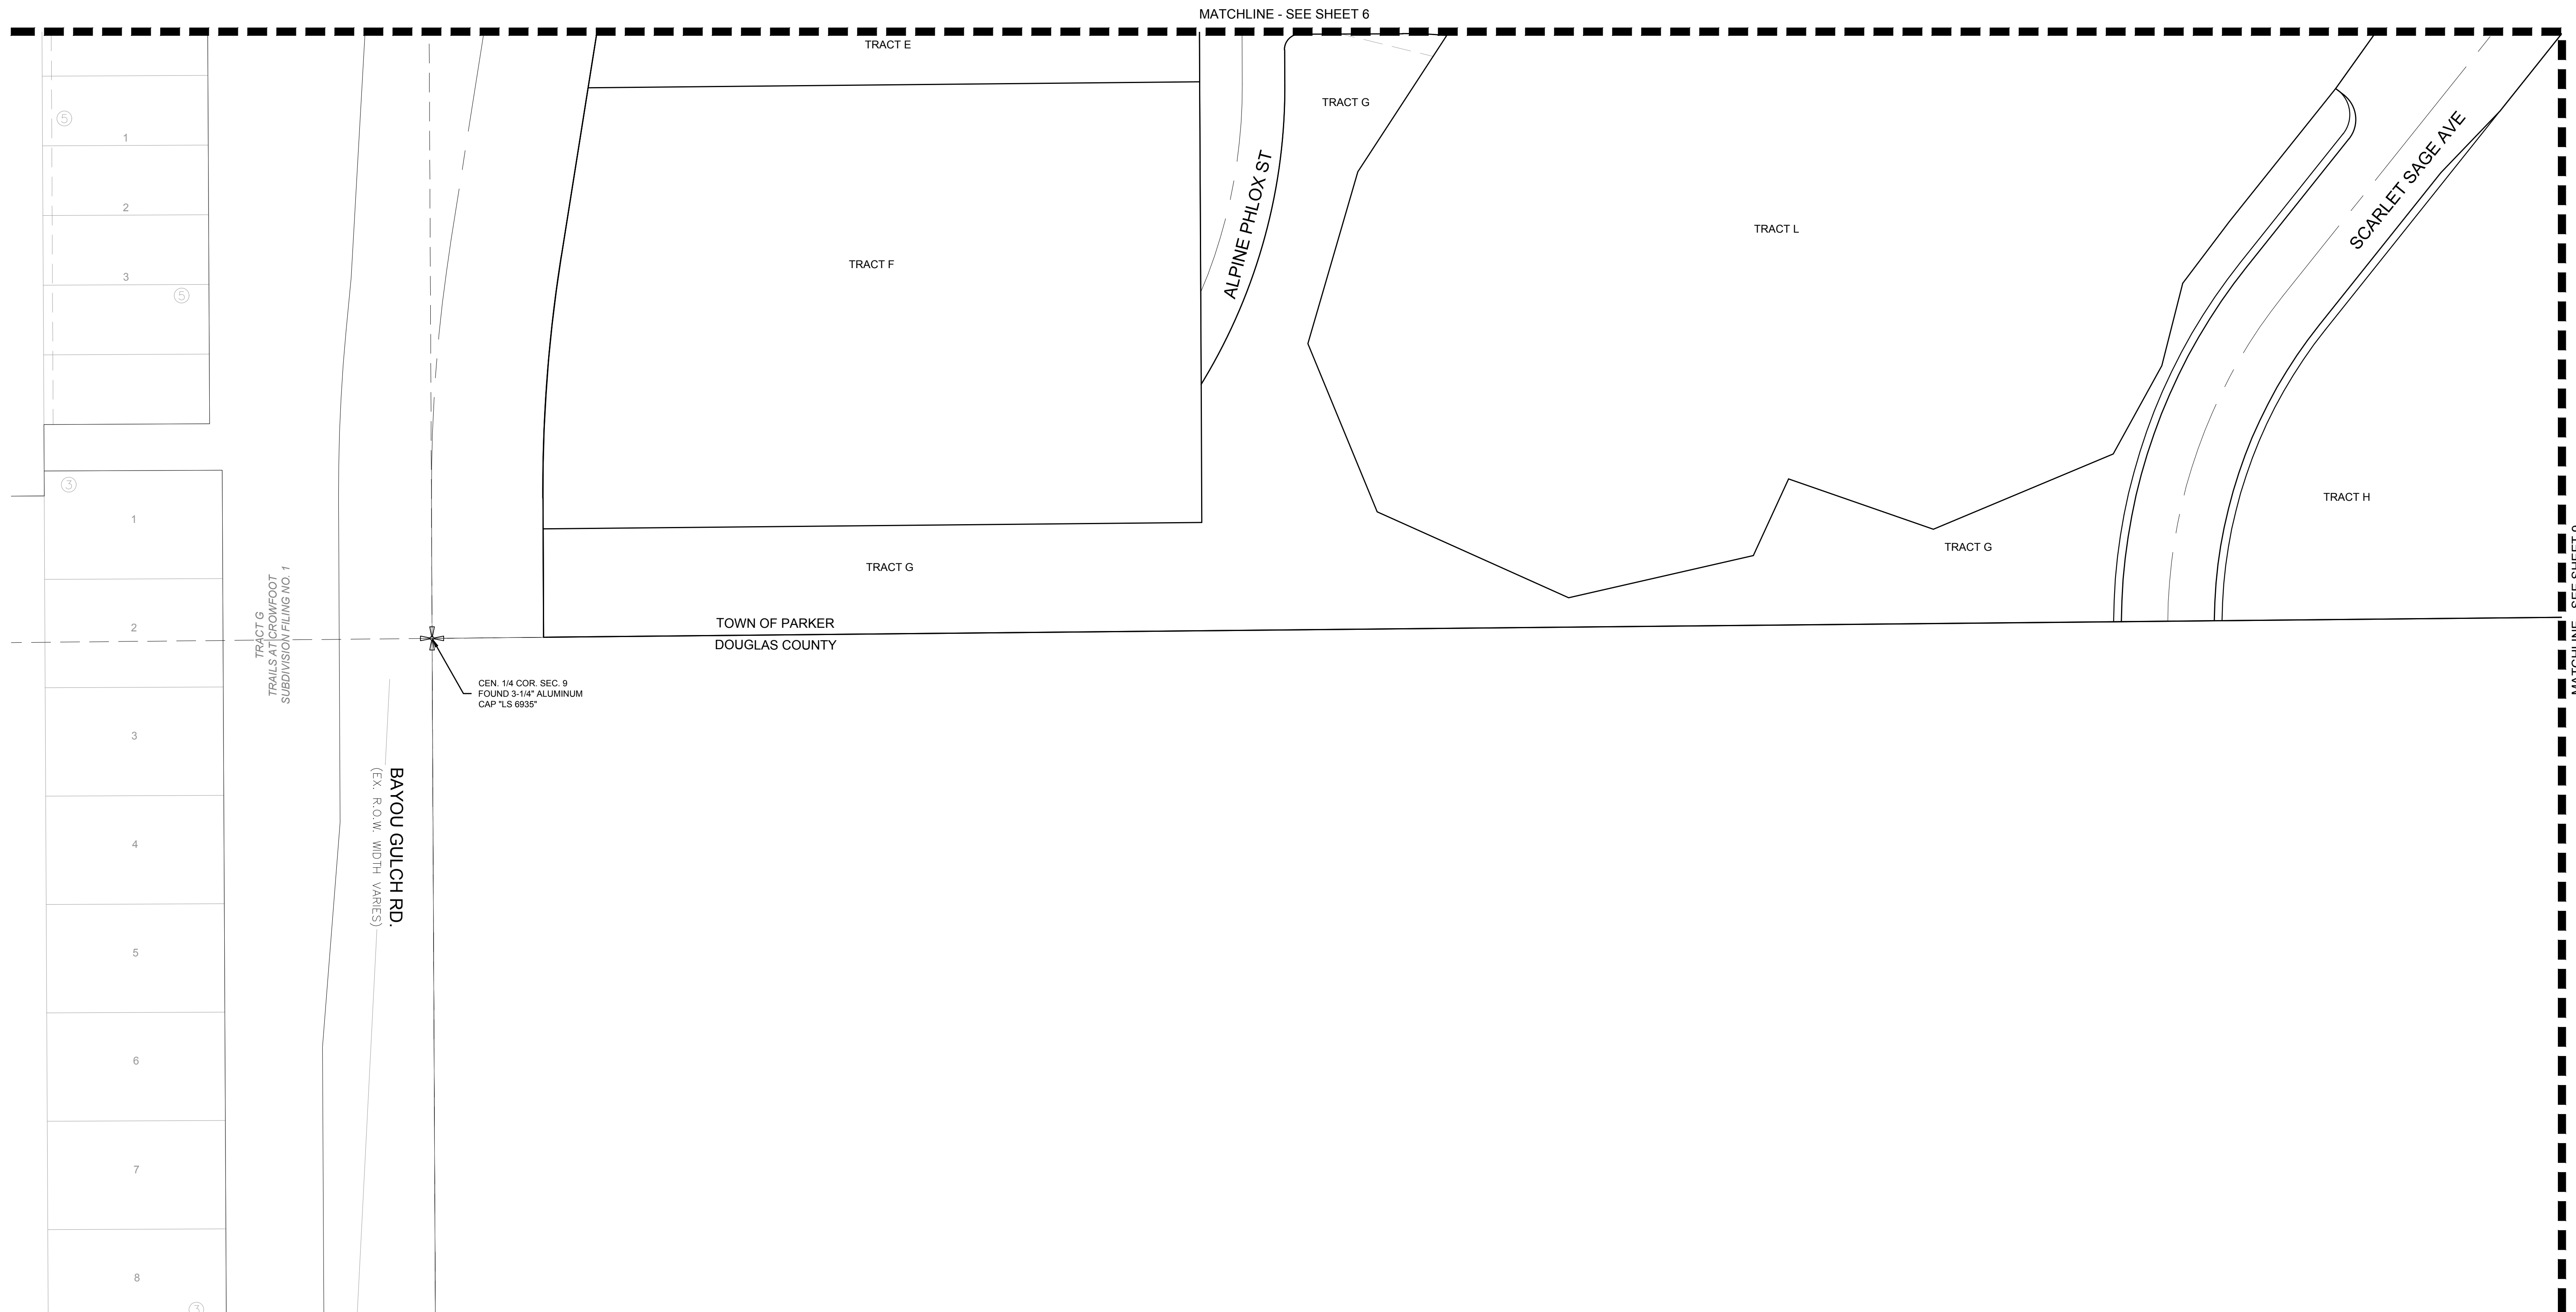 MATCHLINE - SEE SHEET 6
TRACT E
TRACT G
ALPINE PHLOX ST
SCARLET SAGE AVE
TRACT L
TRACT F
TRACT H
TRACT G
TRACT G
TOWN OF PARKER
DOUGLAS COUNTY
CEN. 1/4 COR. SEC. 9
FOUND 3-1/4" ALUMINUM
CAP "LS 6935"
BAYOU GULCH RD.
(EX. R.O.W. WIDTH VARIES)
TRACT G
TRAILS AT CROWFOOT
SUBDIVISION FILING NO. 1
5
1
2
3
5
3
1
2
3
4
5
6
7
8
3
MATCHLINE - SEE SHEET